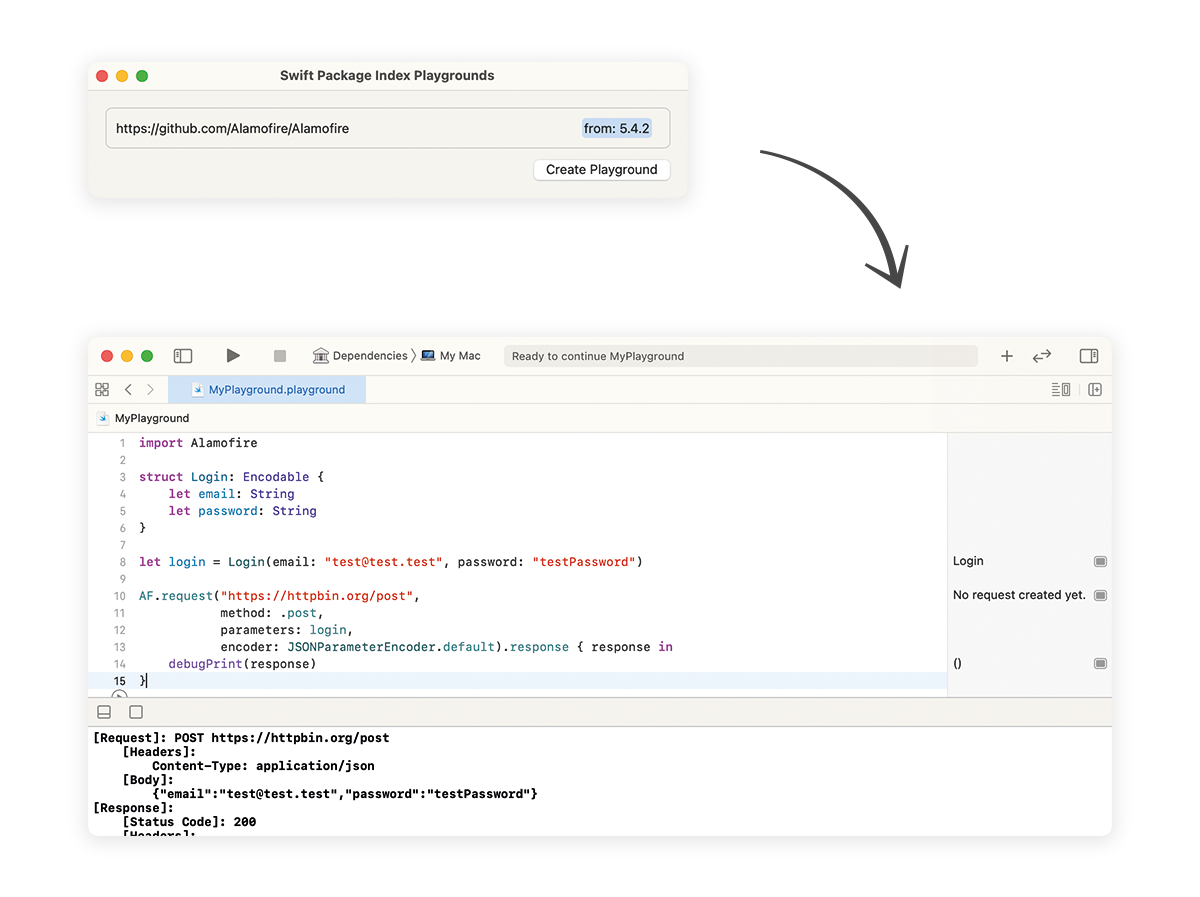 Swift Package Index Playgrounds
https://github.com/Alamofire/Alamofire from: 5.4.2
Create Playground
Dependencies My Mac Ready to continue MyPlayground
MyPlayground.playground
MyPlayground
1 import Alamofire
2
3 struct Login: Encodable {
4 let email: String
5 let password: String
6 }
7
8 let login = Login(email: "test@test.test", password: "testPassword") Login
9
10 AF.request("https://httpbin.org/post", No request created yet.
11 method: .post,
12 parameters: login,
13 encoder: JSONParameterEncoder.default).response { response in
14 debugPrint(response) ()
15 }
[Request]: POST https://httpbin.org/post
[Headers]:
Content-Type: application/json
[Body]:
{"email":"test@test.test","password":"testPassword"}
[Response]:
[Status Code]: 200
[Headers]: